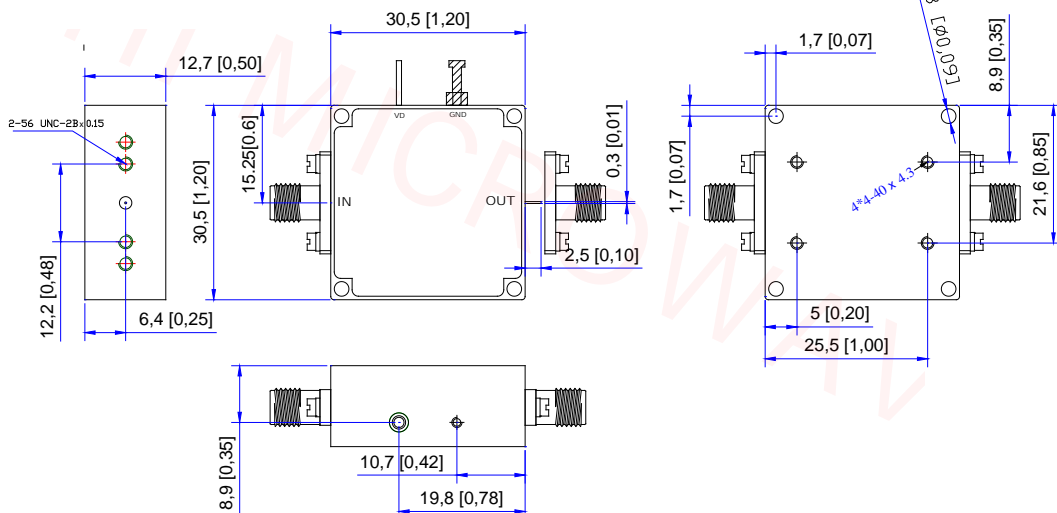 30,5 [1,20]
12,7 [0,50]
2-56 UNC-2Bx0.15
12,2 [0,48]
6,4 [0,25]
30,5 [1,20]
15.25[0.6]
VD
GND
IN
OUT
0,3 [0,01]
2,5 [0,10]
1,7 [0,07]
[Ø0,09]
8,9 [0,35]
1,7 [0,07]
4*4-40 x 4.3
21,6 [0,85]
5 [0,20]
25,5 [1,00]
8,9 [0,35]
10,7 [0,42]
19,8 [0,78]
MICROWAV